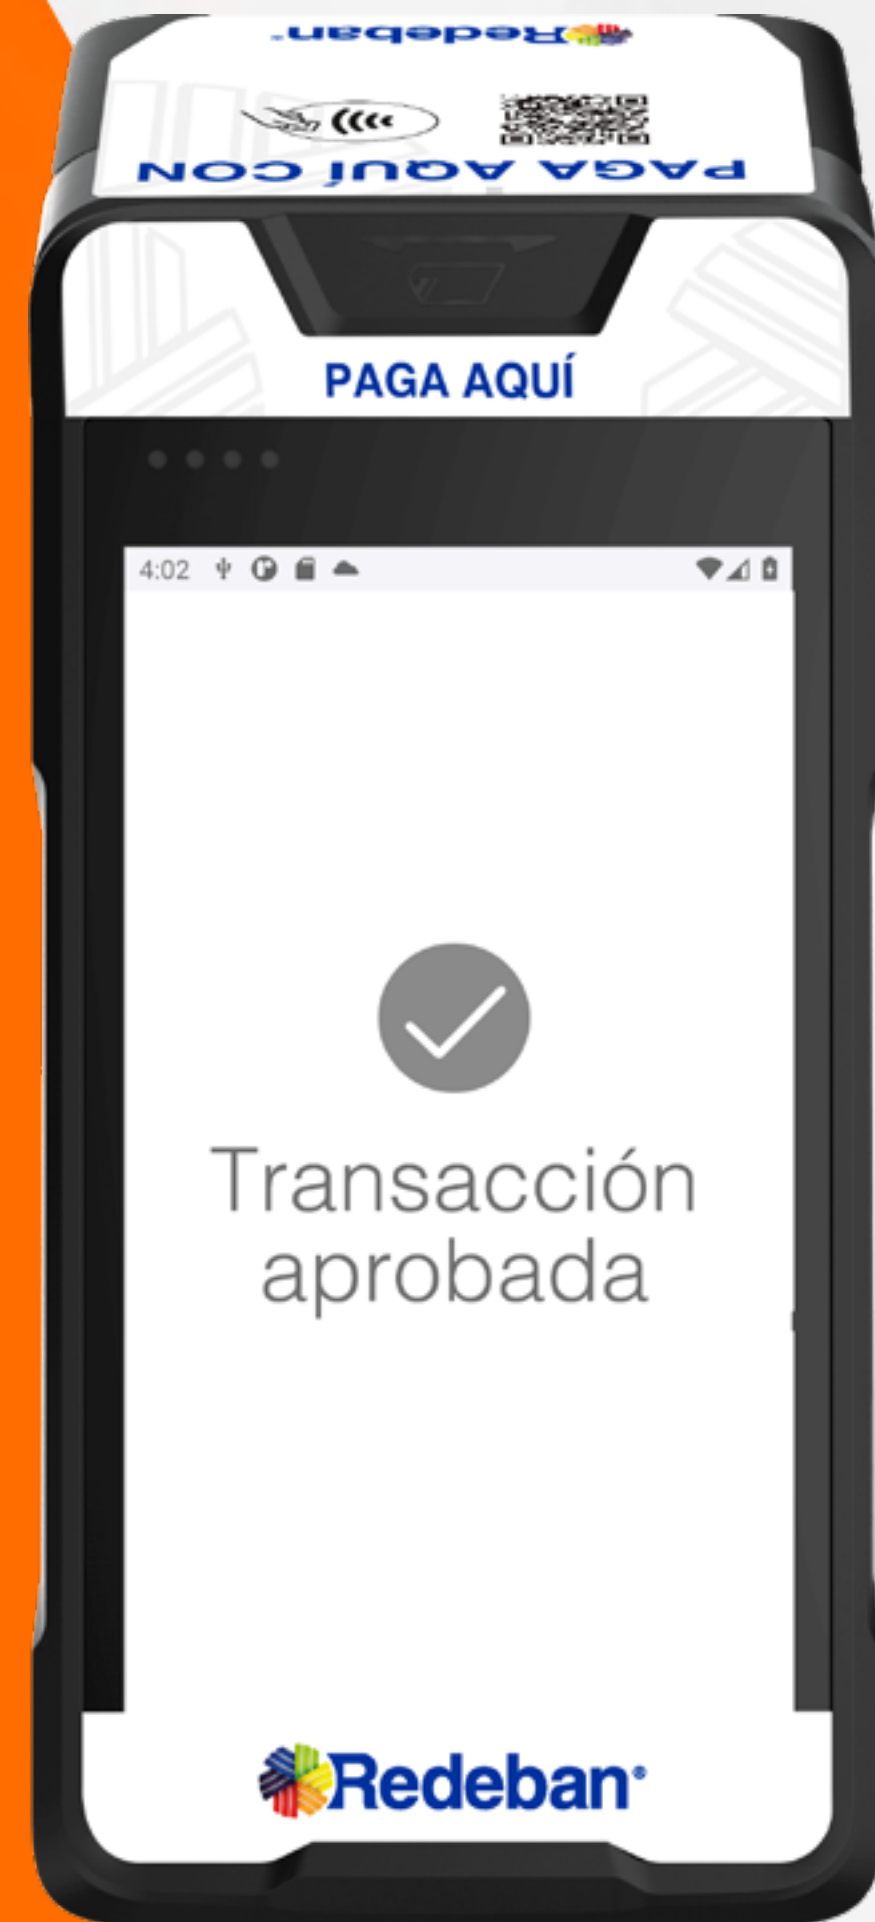 Redeban
PAGA AQUÍ CON
PAGA AQUÍ
4:02
Transacción
aprobada
Redeban